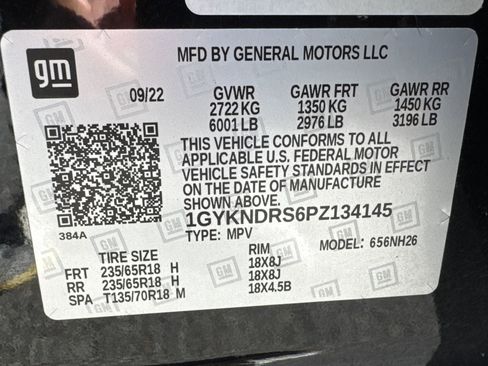 gm
MFD BY GENERAL MOTORS LLC
09/22 GVWR GAWR FRT GAWR RR
2722 KG 1350 KG 1450 KG
6001 LB 2976 LB 3196 LB
THIS VEHICLE CONFORMS TO ALL
APPLICABLE U.S. FEDERAL MOTOR
VEHICLE SAFETY STANDARDS IN EFFECT
ON THE DATE OF MANUFACTURE
SHOWN ABOVE.
384A 1GYKNDRS6PZ134145
TYPE: MPV MODEL: 656NH26
TIRE SIZE RIM
FRT 235/65R18 H 18X8J
RR 235/65R18 H 18X8J
SPA T135/70R18 M 18X4.5B